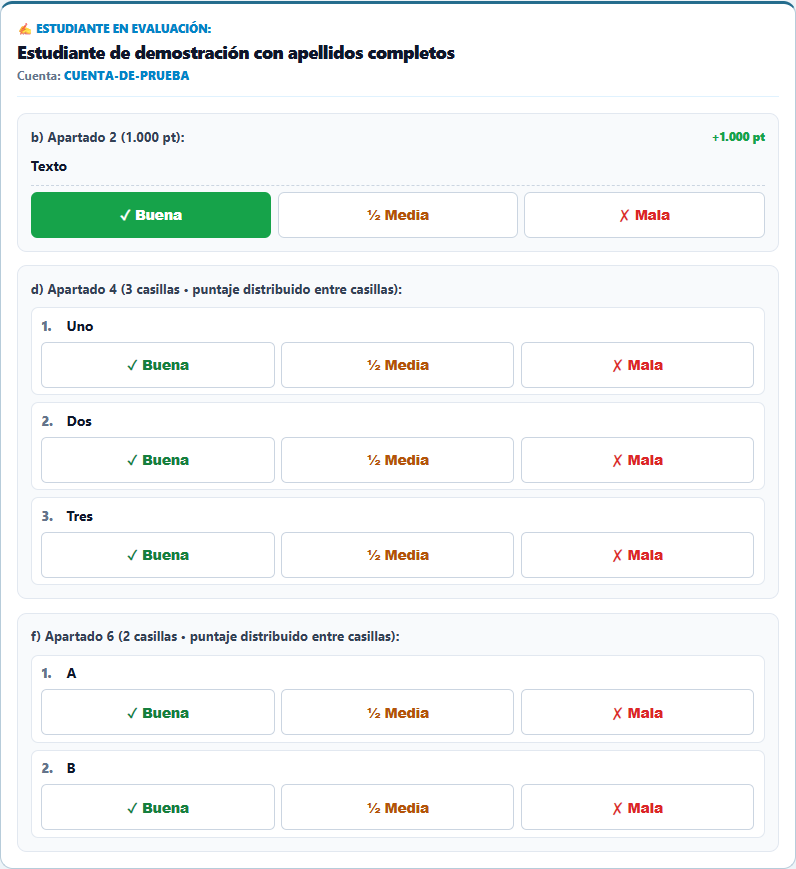 ✍️ ESTUDIANTE EN EVALUACIÓN:
Estudiante de demostración con apellidos completos
Cuenta: CUENTA-DE-PRUEBA
b) Apartado 2 (1.000 pt): +1.000 pt
Texto
✓ Buena ½ Media ✗ Mala
d) Apartado 4 (3 casillas • puntaje distribuido entre casillas):
1. Uno
✓ Buena ½ Media ✗ Mala
2. Dos
✓ Buena ½ Media ✗ Mala
3. Tres
✓ Buena ½ Media ✗ Mala
f) Apartado 6 (2 casillas • puntaje distribuido entre casillas):
1. A
✓ Buena ½ Media ✗ Mala
2. B
✓ Buena ½ Media ✗ Mala